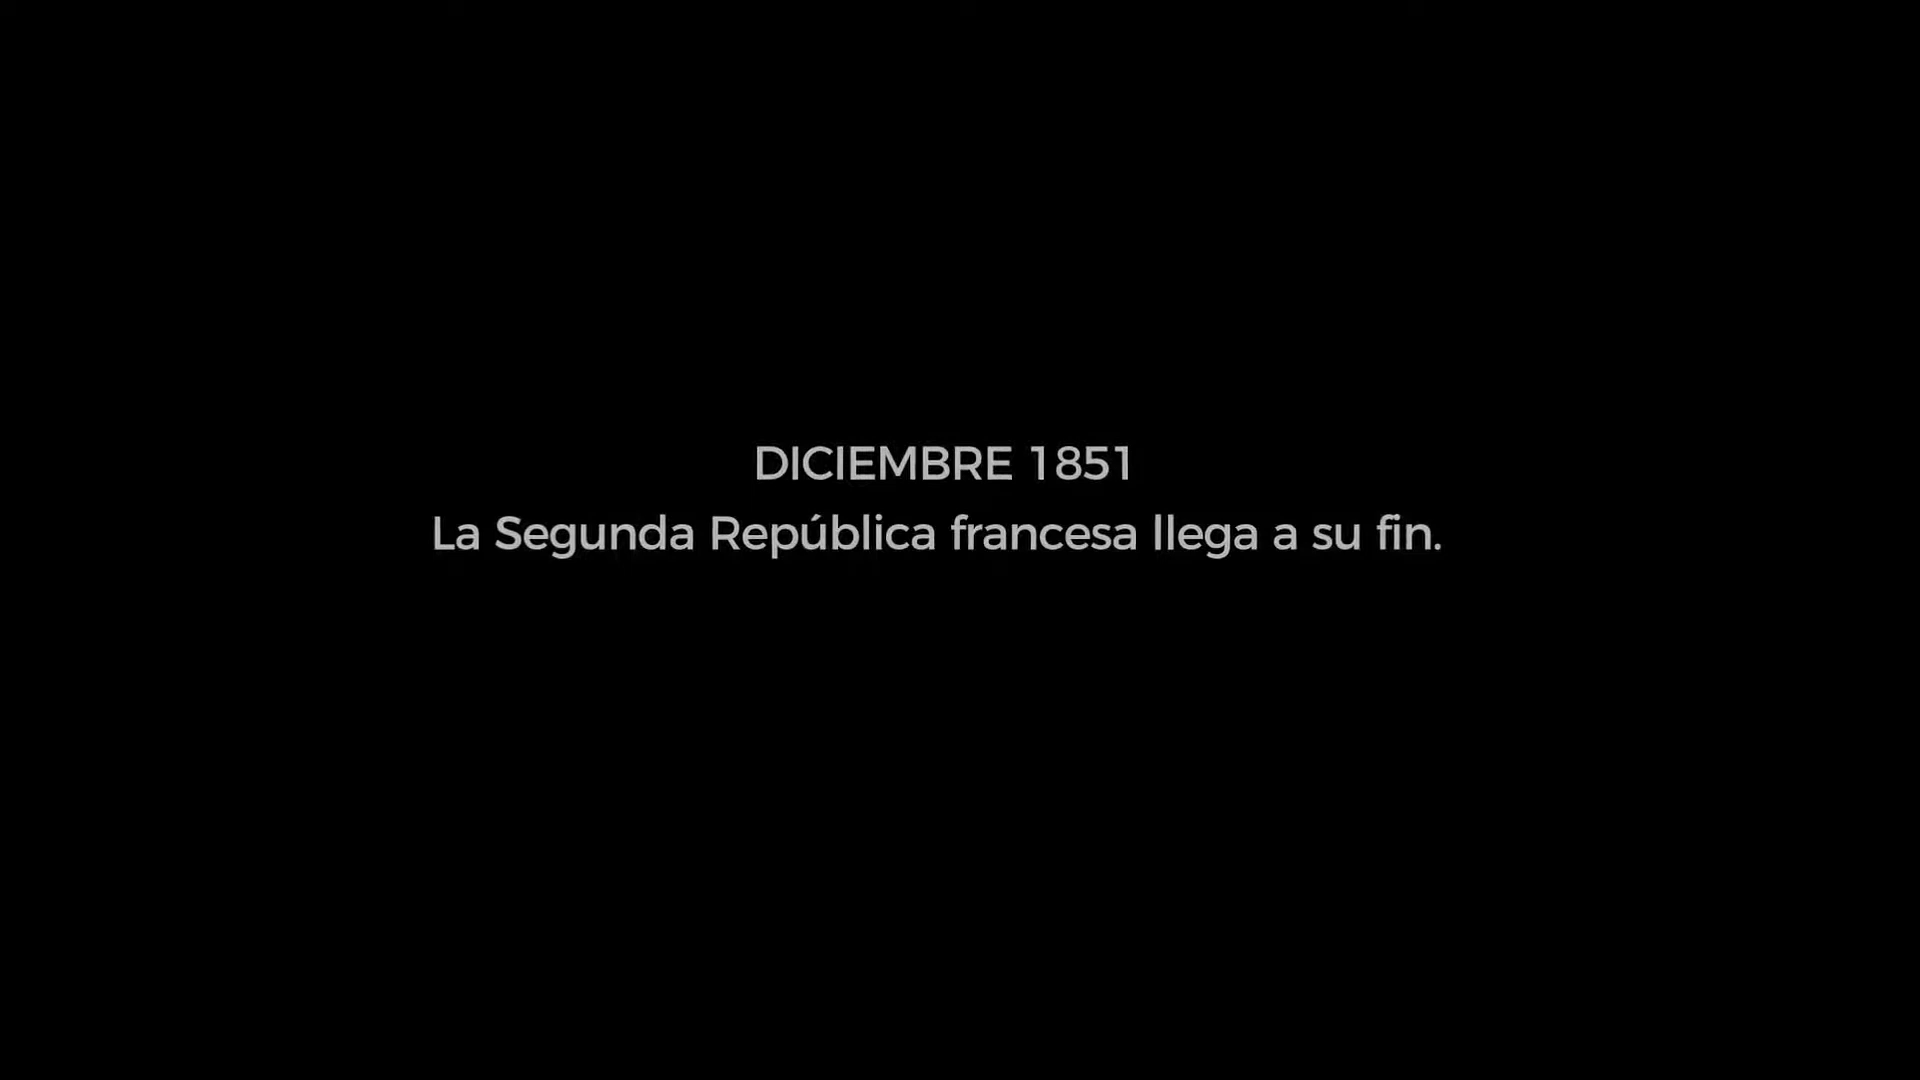 DICIEMBRE 1851
La Segunda República francesa llega a su fin.